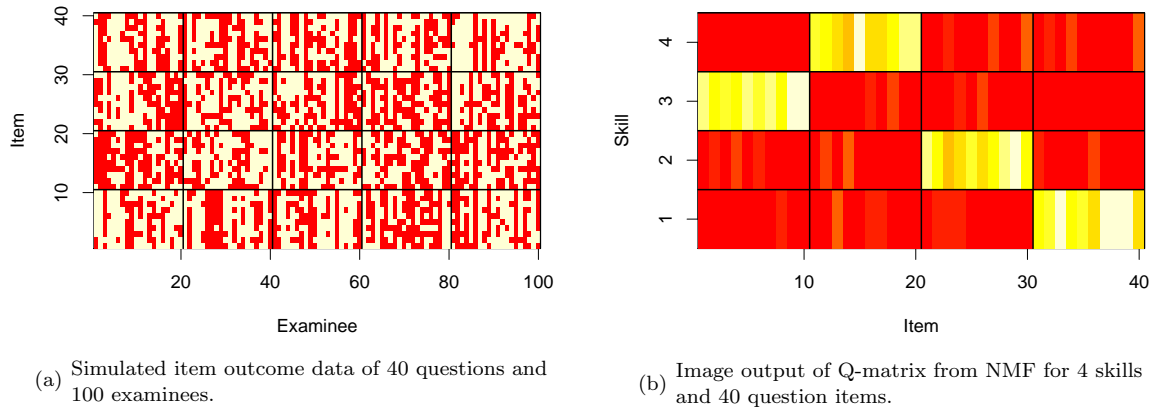 40
30
20
10
Item
20 40 60 80 100
Examinee
(a) Simulated item outcome data of 40 questions and
100 examinees.
4
3
2
1
Skill
10 20 30 40
Item
(b) Image output of Q-matrix from NMF for 4 skills
and 40 question items.